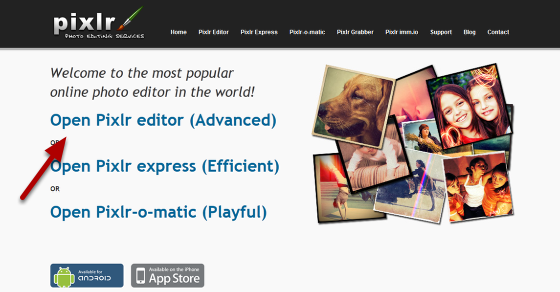 pixlr
PHOTO EDITING SERVICES
Home Pixlr Editor Pixlr Express Pixlr-o-matic Pixlr Grabber Pixlr imm.io Support Blog Contact
Welcome to the most popular
online photo editor in the world!
Open Pixlr editor (Advanced)
OR
Open Pixlr express (Efficient)
OR
Open Pixlr-o-matic (Playful)
Available for
ANDROID
Available on the iPhone
App Store